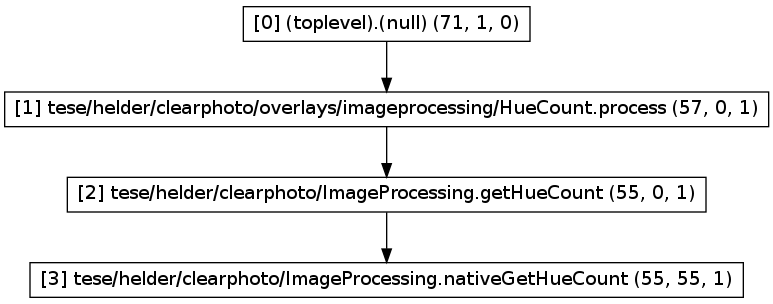 [0] (toplevel).(null) (71, 1, 0)
[1] tese/helder/clearphoto/overlays/imageprocessing/HueCount.process (57, 0, 1)
[2] tese/helder/clearphoto/ImageProcessing.getHueCount (55, 0, 1)
[3] tese/helder/clearphoto/ImageProcessing.nativeGetHueCount (55, 55, 1)